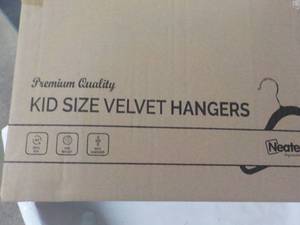 Premium Quality
KID SIZE VELVET HANGERS
Neate